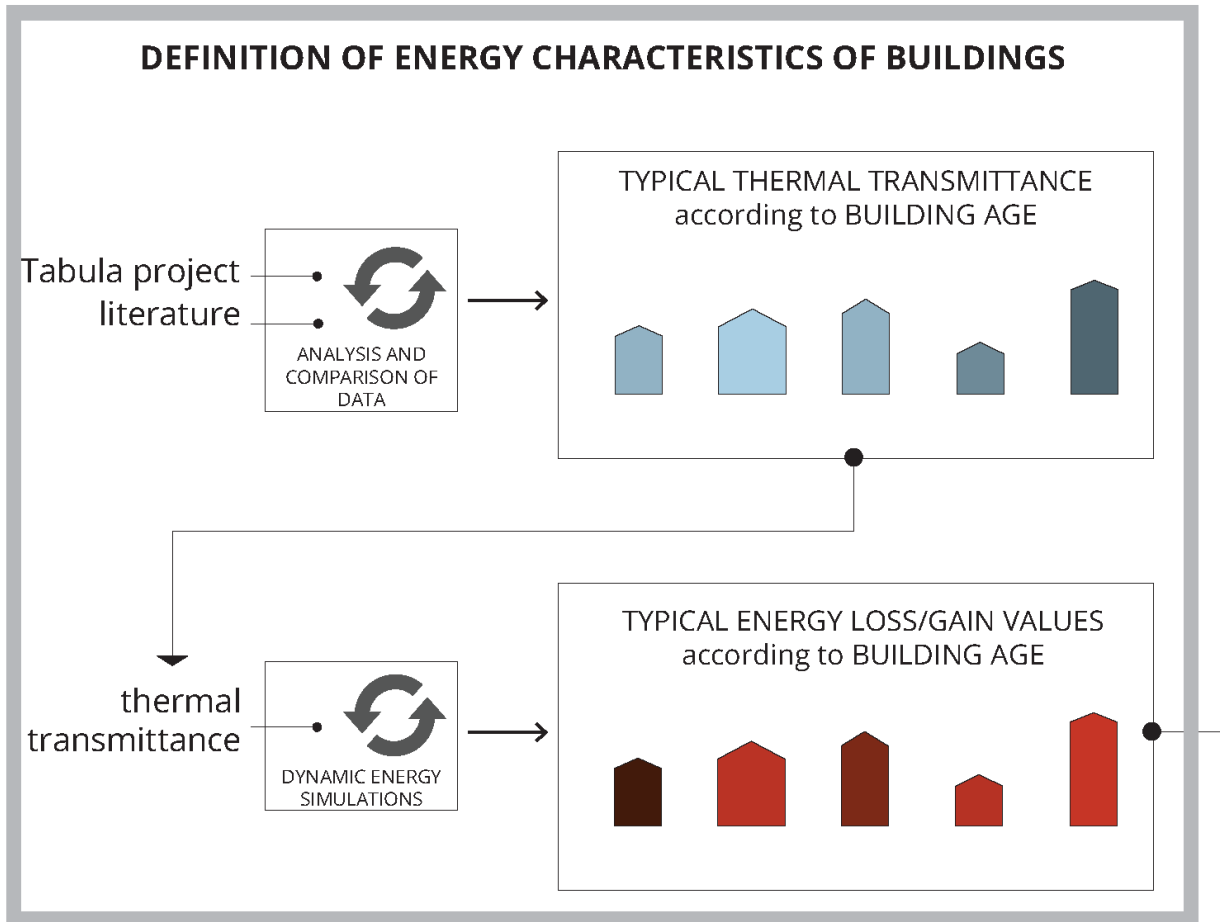 DEFINITION OF ENERGY CHARACTERISTICS OF BUILDINGS
TYPICAL THERMAL TRANSMITTANCE
according to BUILDING AGE
Tabula project
literature
ANALYSIS AND
COMPARISON OF
DATA
TYPICAL ENERGY LOSS/GAIN VALUES
according to BUILDING AGE
thermal
transmittance
DYNAMIC ENERGY
SIMULATIONS